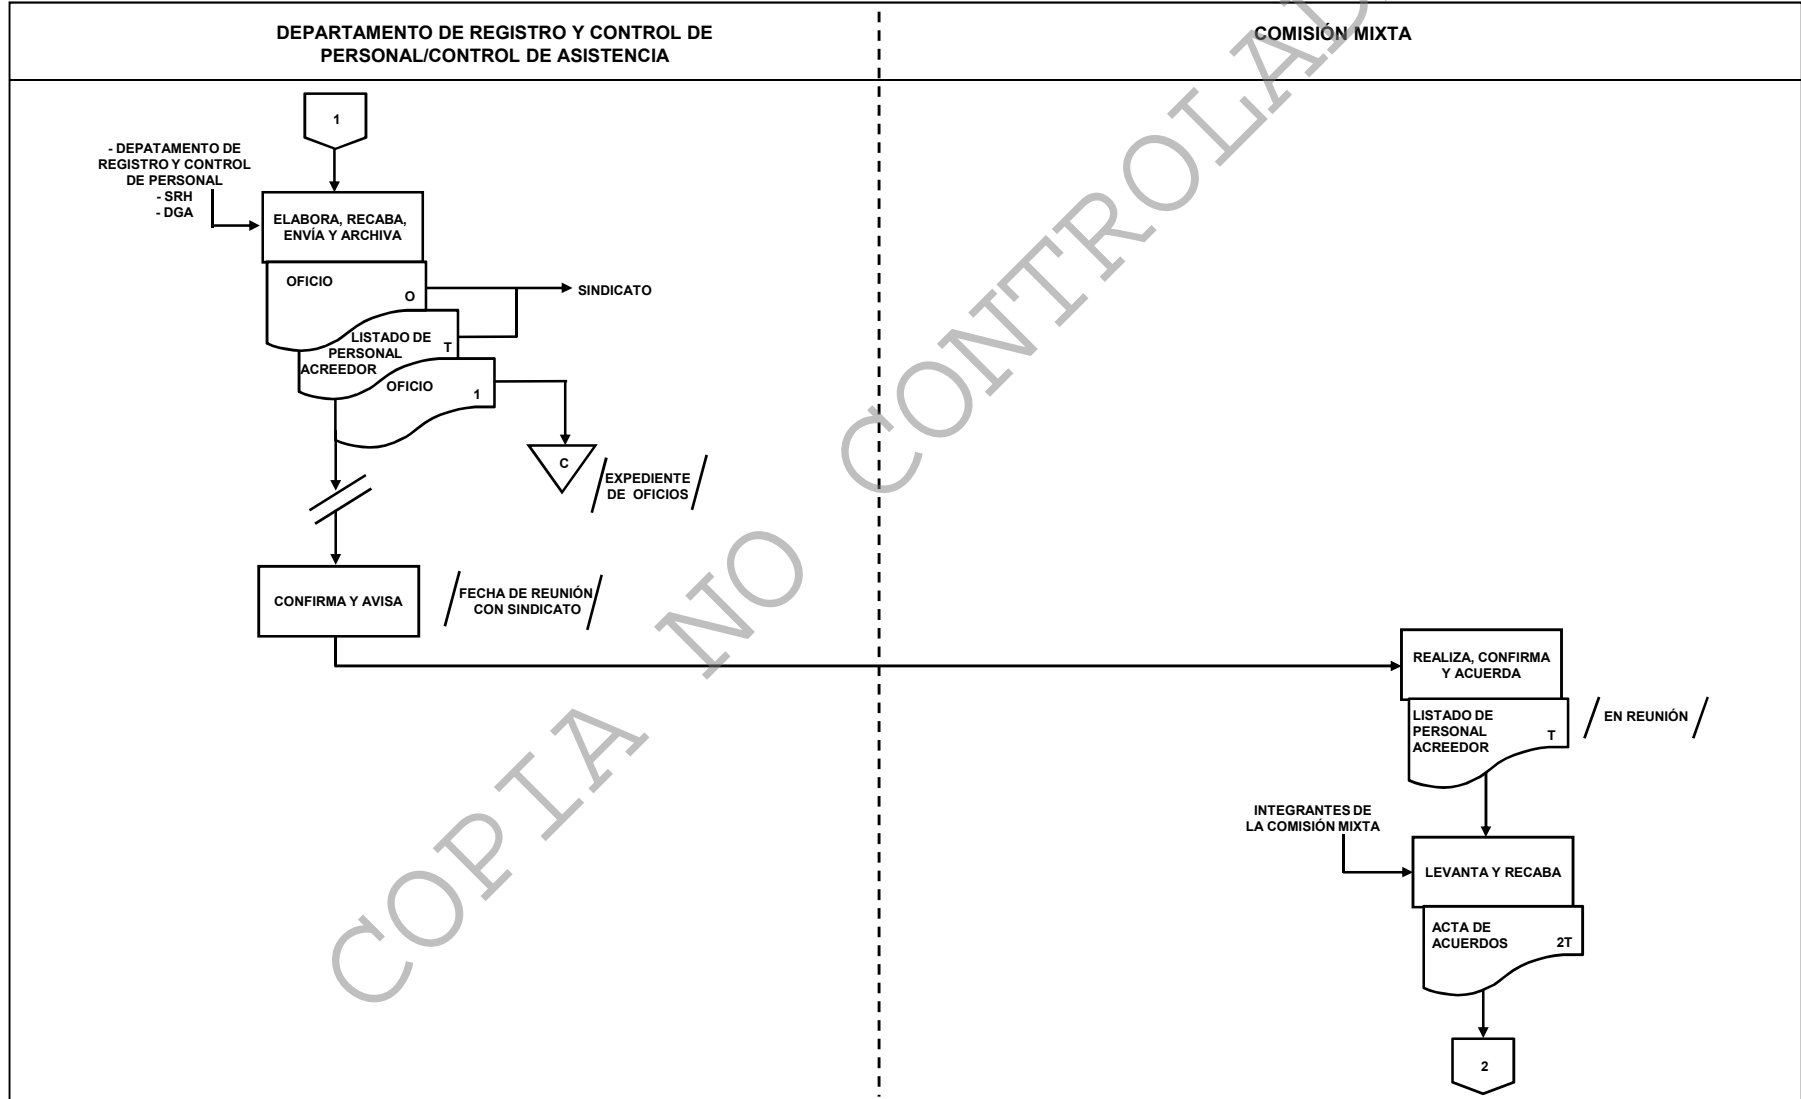 DEPARTAMENTO DE REGISTRO Y CONTROL DE
PERSONAL/CONTROL DE ASISTENCIA
COMISIÓN MIXTA
1
- DEPATAMENTO DE
REGISTRO Y CONTROL
DE PERSONAL
- SRH
- DGA
ELABORA, RECABA,
ENVÍA Y ARCHIVA
OFICIO
O
SINDICATO
LISTADO DE
PERSONAL
ACREEDOR
T
OFICIO
1
C
EXPEDIENTE
DE OFICIOS
CONFIRMA Y AVISA
FECHA DE REUNIÓN
CON SINDICATO
REALIZA, CONFIRMA
Y ACUERDA
LISTADO DE
PERSONAL
ACREEDOR
T
EN REUNIÓN
INTEGRANTES DE
LA COMISIÓN MIXTA
LEVANTA Y RECABA
ACTA DE
ACUERDOS
2T
2
COPIA NO CONTROLAD